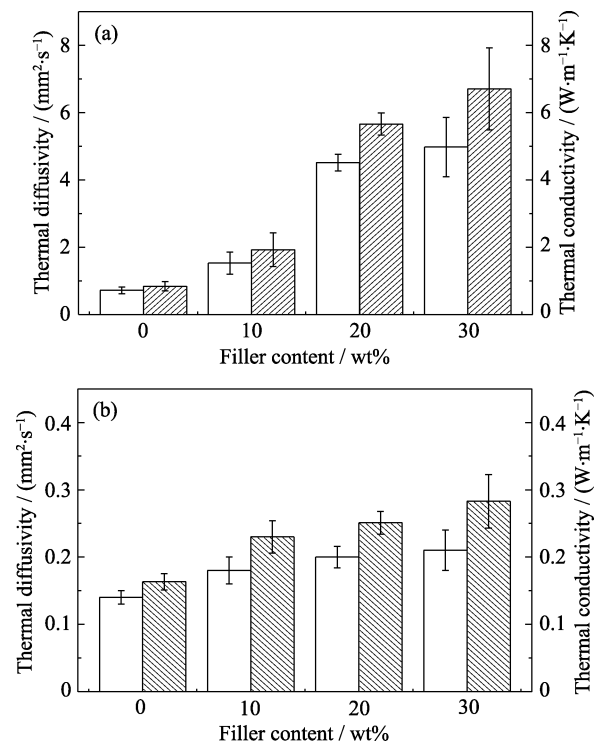 (a)
Thermal diffusivity / (mm²·s⁻¹)
8
6
4
2
0
8
6
4
2
0
Thermal conductivity / (W·m⁻¹·K⁻¹)
0 10 20 30
Filler content / wt%
(b)
Thermal diffusivity / (mm²·s⁻¹)
0.4
0.3
0.2
0.1
0
0.4
0.3
0.2
0.1
0
Thermal conductivity / (W·m⁻¹·K⁻¹)
0 10 20 30
Filler content / wt%